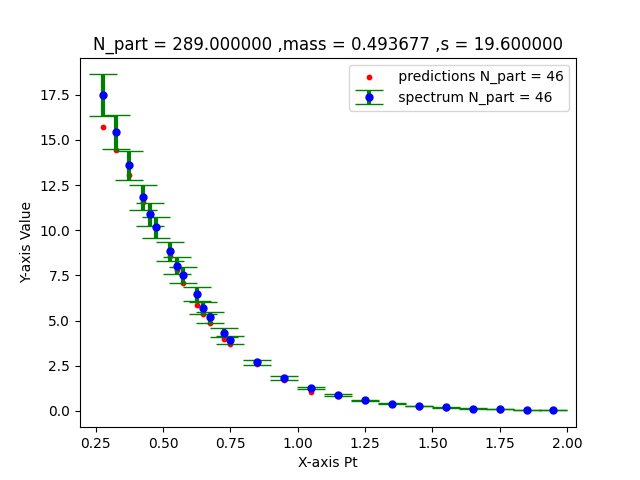 N_part = 289.000000 ,mass = 0.493677 ,s = 19.600000
predictions N_part = 46
spectrum N_part = 46
Y-axis Value
17.5
15.0
12.5
10.0
7.5
5.0
2.5
0.0
0.25 0.50 0.75 1.00 1.25 1.50 1.75 2.00
X-axis Pt